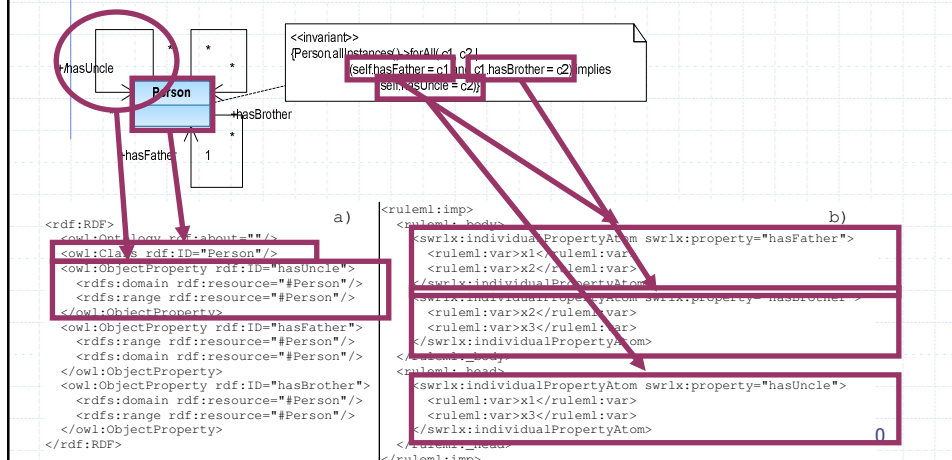 <<invariant>>
{Person.allInstances()->forAll( c1, c2 |
(self.hasFather = c1 and c1.hasBrother = c2) implies
self.hasUncle = c2)}
*
*
*
+/hasUncle
Person
+hasBrother
*
+hasFather
1
a)
<rdf:RDF>
<owl:Ontology rdf:about=""/>
<owl:Class rdf:ID="Person"/>
<owl:ObjectProperty rdf:ID="hasUncle">
<rdfs:domain rdf:resource="#Person"/>
<rdfs:range rdf:resource="#Person"/>
</owl:ObjectProperty>
<owl:ObjectProperty rdf:ID="hasFather">
<rdfs:range rdf:resource="#Person"/>
<rdfs:domain rdf:resource="#Person"/>
</owl:ObjectProperty>
<owl:ObjectProperty rdf:ID="hasBrother">
<rdfs:domain rdf:resource="#Person"/>
<rdfs:range rdf:resource="#Person"/>
</owl:ObjectProperty>
</rdf:RDF>
b)
<ruleml:imp>
<ruleml:_body>
<swrlx:individualPropertyAtom swrlx:property="hasFather">
<ruleml:var>x1</ruleml:var>
<ruleml:var>x2</ruleml:var>
</swrlx:individualPropertyAtom>
<swrlx:individualPropertyAtom swrlx:property="hasBrother">
<ruleml:var>x2</ruleml:var>
<ruleml:var>x3</ruleml:var>
</swrlx:individualPropertyAtom>
</ruleml:_body>
<ruleml:_head>
<swrlx:individualPropertyAtom swrlx:property="hasUncle">
<ruleml:var>x1</ruleml:var>
<ruleml:var>x3</ruleml:var>
</swrlx:individualPropertyAtom>
</ruleml:_head>
</ruleml:imp>
0